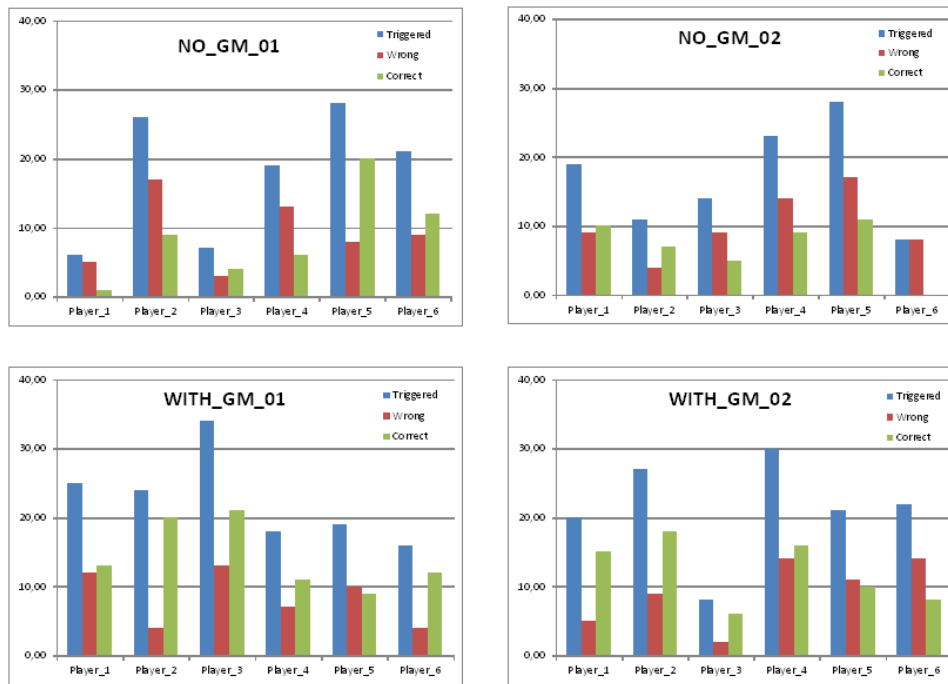 40,00
NO_GM_01
Triggered
Wrong
Correct
30,00
20,00
10,00
0,00
Player_1 Player_2 Player_3 Player_4 Player_5 Player_6
40,00
NO_GM_02
Triggered
Wrong
Correct
30,00
20,00
10,00
0,00
Player_1 Player_2 Player_3 Player_4 Player_5 Player_6
40,00
WITH_GM_01
Triggered
Wrong
Correct
30,00
20,00
10,00
0,00
Player_1 Player_2 Player_3 Player_4 Player_5 Player_6
40,00
WITH_GM_02
Triggered
Wrong
Correct
30,00
20,00
10,00
0,00
Player_1 Player_2 Player_3 Player_4 Player_5 Player_6